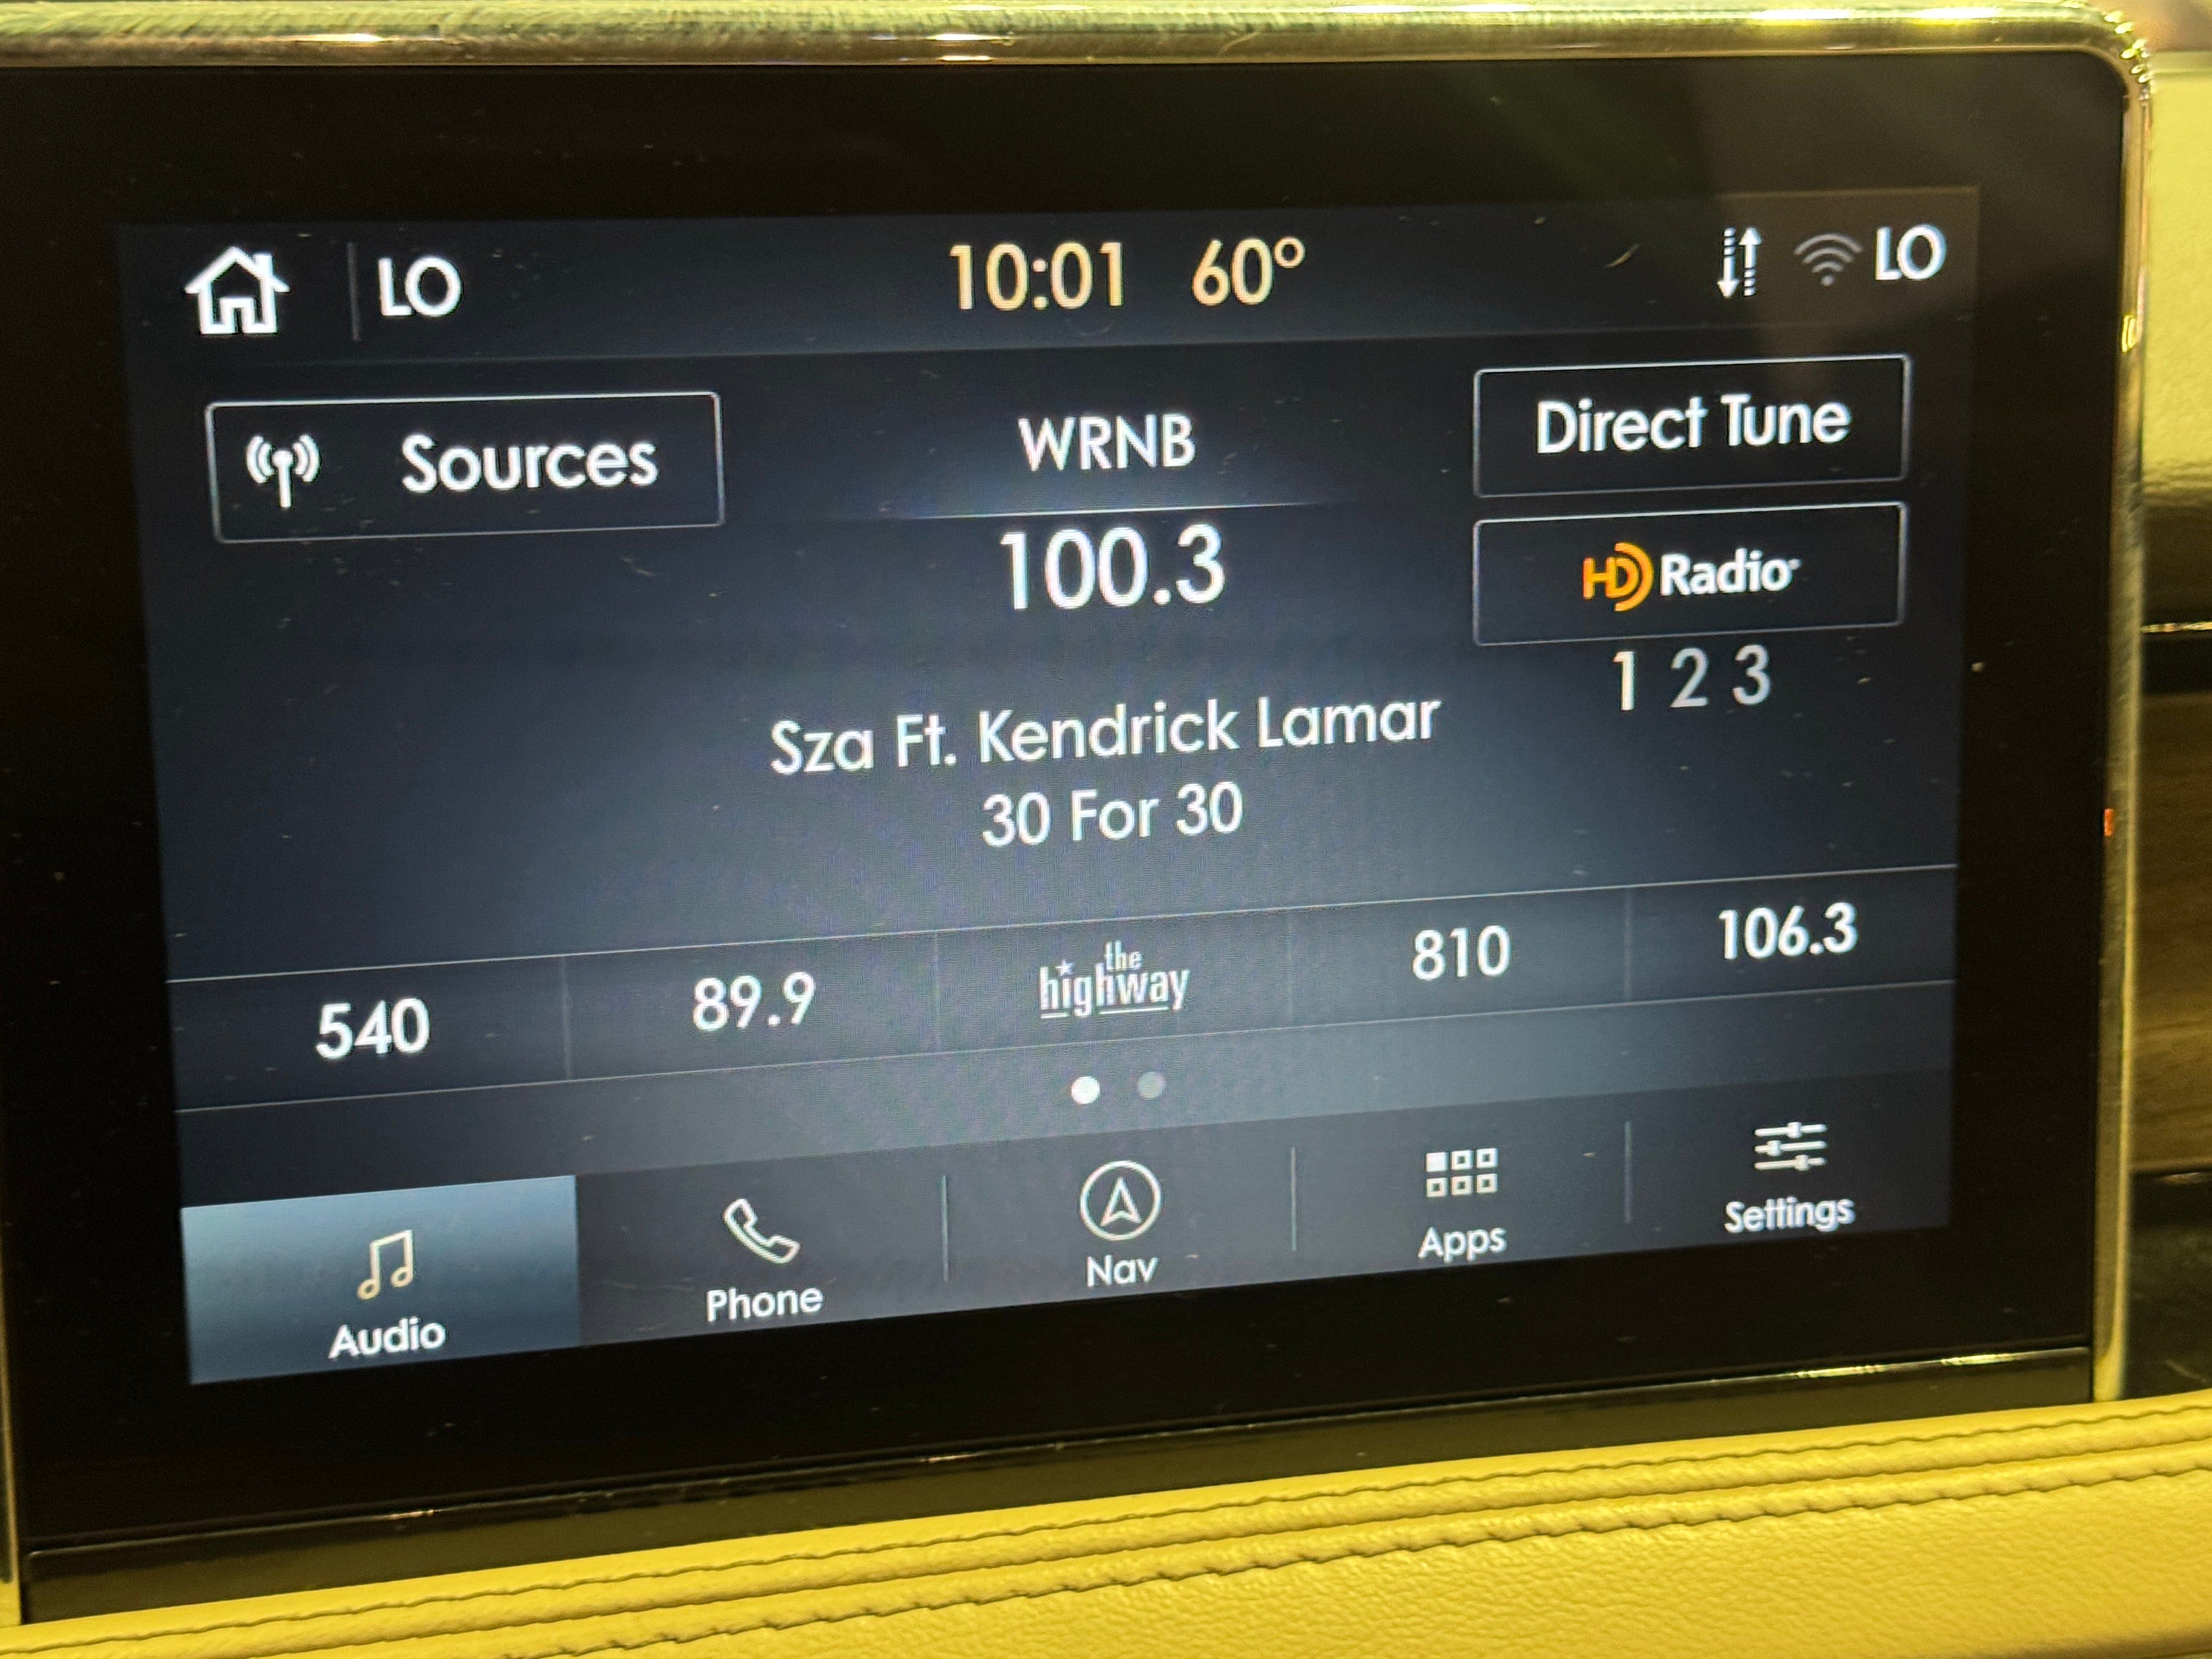 LO 10:01 60° LO
Sources WRNB Direct Tune
100.3 HD Radio
1 2 3
Sza Ft. Kendrick Lamar
30 For 30
540 89.9 the highway 810 106.3
Audio Phone Nav Apps Settings